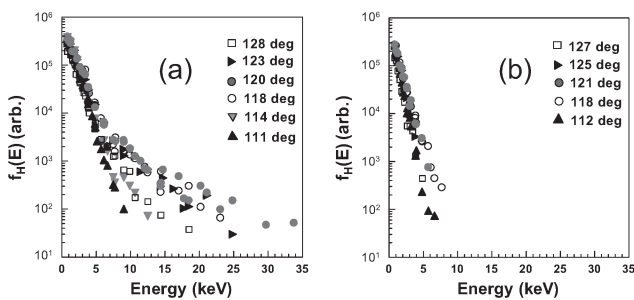 10⁶
10⁵
10⁴
10³
10²
10¹
f_H(E) (arb.)
(a)
128 deg
123 deg
120 deg
118 deg
114 deg
111 deg
0 5 10 15 20 25 30 35
Energy (keV)
10⁶
10⁵
10⁴
10³
10²
10¹
f_H(E) (arb.)
(b)
127 deg
125 deg
121 deg
118 deg
112 deg
0 5 10 15 20 25 30 35
Energy (keV)